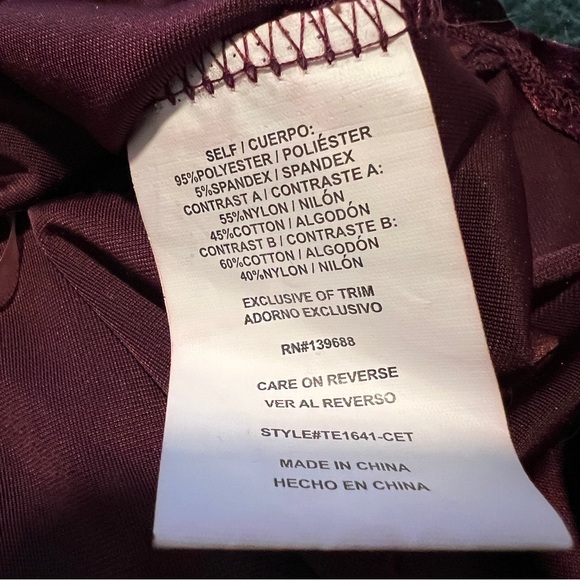 SELF / CUERPO:
95%POLYESTER / POLIÉSTER
5%SPANDEX / SPANDEX
CONTRAST A / CONTRASTE A:
55%NYLON / NILÓN
45%COTTON / ALGODÓN
CONTRAST B / CONTRASTE B:
60%COTTON / ALGODÓN
40%NYLON / NILÓN
EXCLUSIVE OF TRIM
ADORNO EXCLUSIVO
RN#139688
CARE ON REVERSE
VER AL REVERSO
STYLE#TE1641-CET
MADE IN CHINA
HECHO EN CHINA